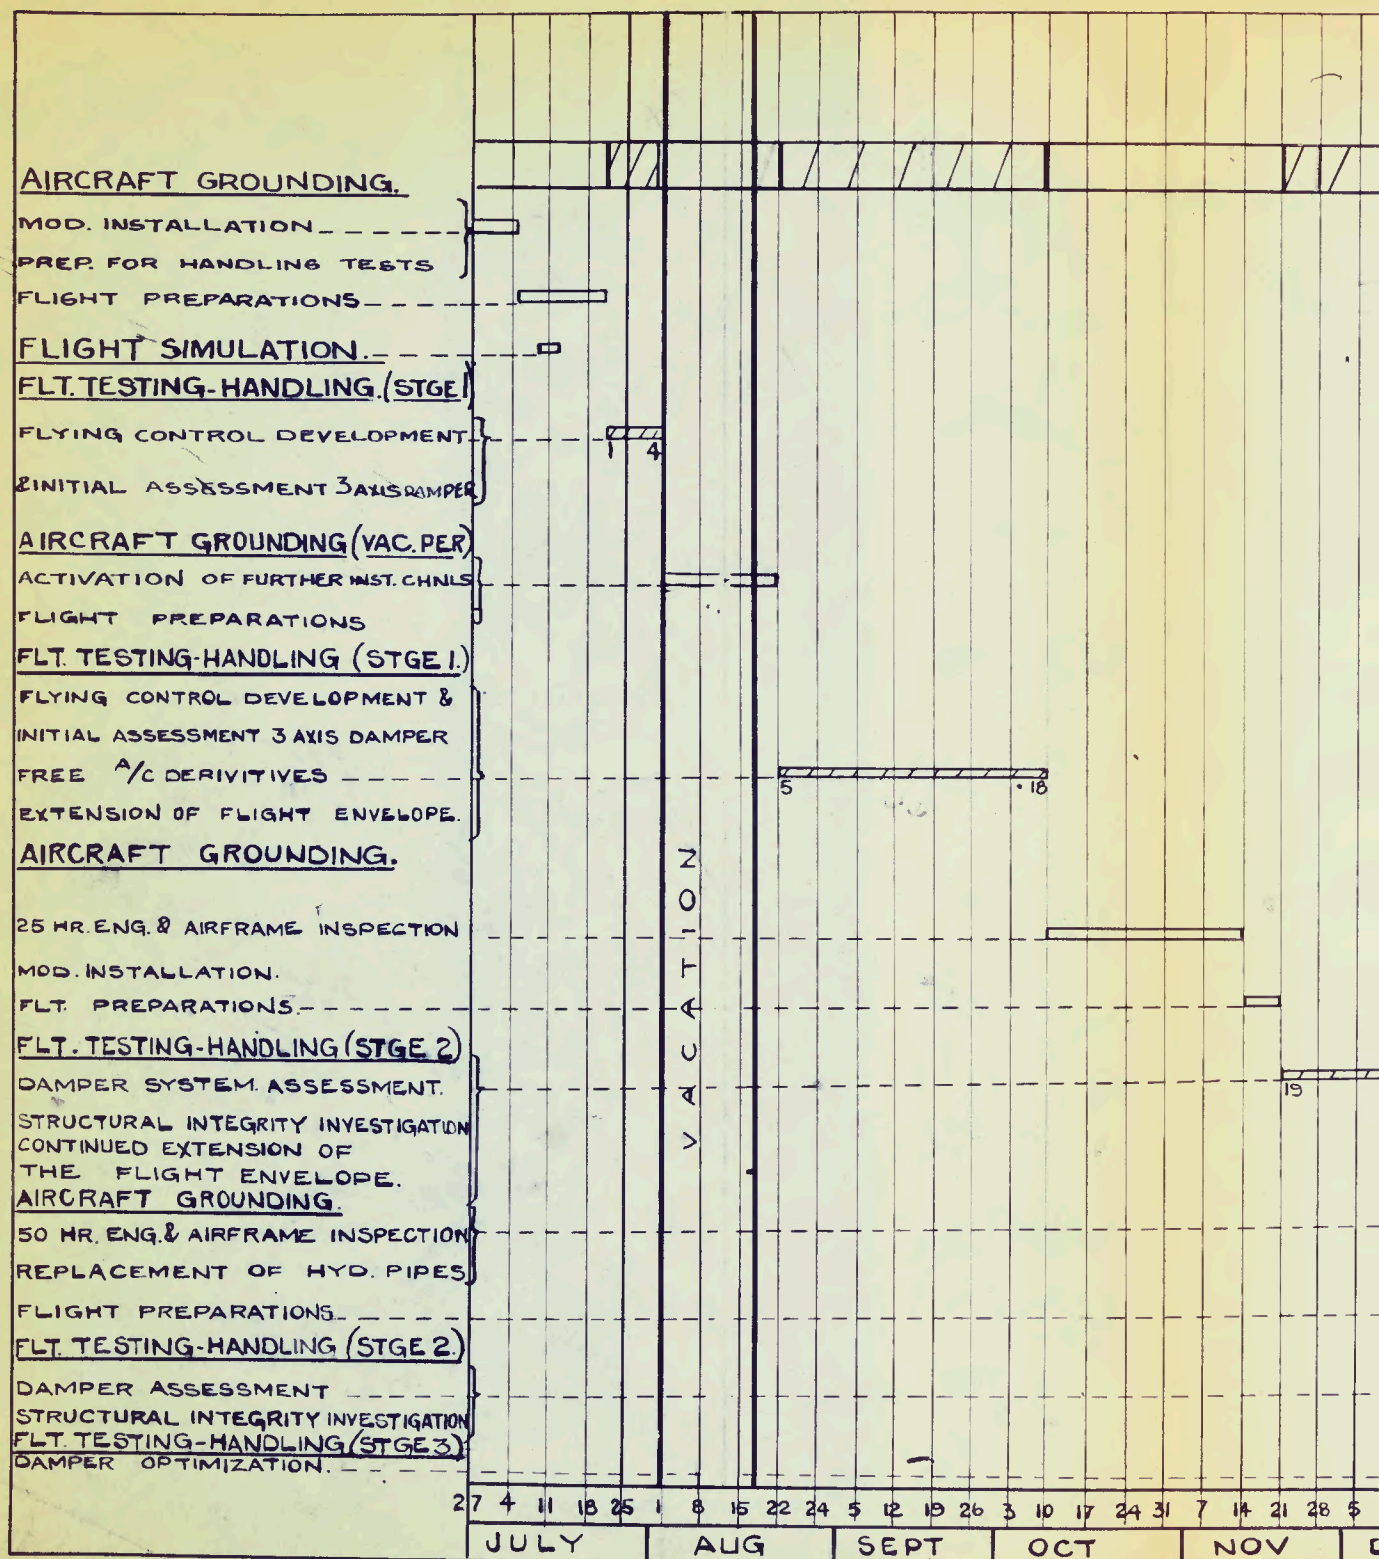 AIRCRAFT GROUNDING.
MOD. INSTALLATION
PREP. FOR HANDLING TESTS
FLIGHT PREPARATIONS
FLIGHT SIMULATION.
FLT. TESTING-HANDLING.(STGE 1)
FLYING CONTROL DEVELOPMENT
1 4
& INITIAL ASSESSMENT 3 AXIS DAMPER
AIRCRAFT GROUNDING (VAC. PER)
ACTIVATION OF FURTHER INST. CHNLS
FLIGHT PREPARATIONS
FLT. TESTING-HANDLING (STGE 1.)
FLYING CONTROL DEVELOPMENT &
INITIAL ASSESSMENT 3 AXIS DAMPER
FREE A/C DERIVITIVES
5 18
EXTENSION OF FLIGHT ENVELOPE.
AIRCRAFT GROUNDING.
VACATION
25 HR. ENG. & AIRFRAME INSPECTION
MOD. INSTALLATION.
FLT. PREPARATIONS.
FLT. TESTING-HANDLING (STGE 2)
DAMPER SYSTEM. ASSESSMENT.
19
STRUCTURAL INTEGRITY INVESTIGATION
CONTINUED EXTENSION OF
THE FLIGHT ENVELOPE.
AIRCRAFT GROUNDING.
50 HR. ENG. & AIRFRAME INSPECTION
REPLACEMENT OF HYD. PIPES
FLIGHT PREPARATIONS
FLT. TESTING-HANDLING (STGE 2.)
DAMPER ASSESSMENT
STRUCTURAL INTEGRITY INVESTIGATION
FLT. TESTING-HANDLING (STGE 3)
DAMPER OPTIMIZATION.
27 4 11 18 25 1 8 15 22 24 5 12 19 26 3 10 17 24 31 7 14 21 28 5
JULY AUG SEPT OCT NOV